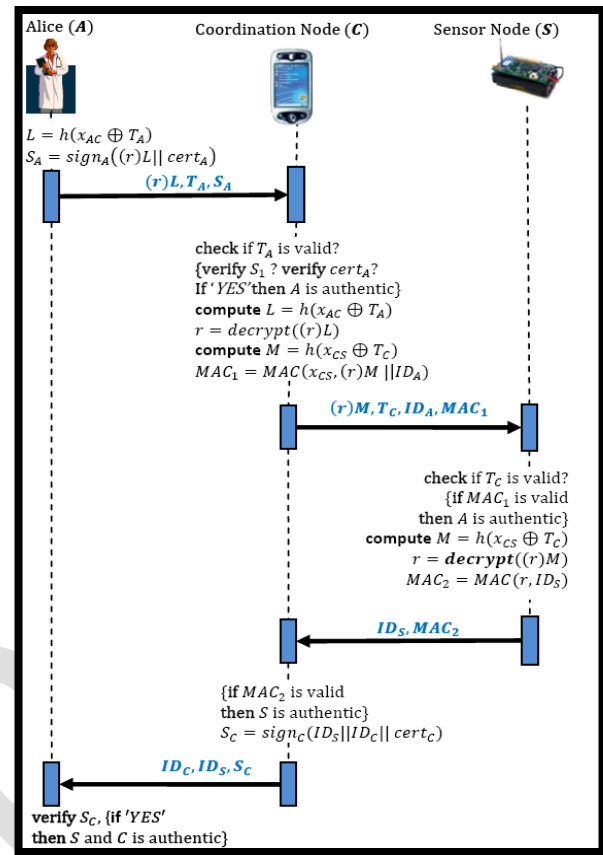 Alice (A) Coordination Node (C) Sensor Node (S)
L = h(x_AC ⊕ T_A)
S_A = sign_A((r)L|| cert_A)
(r)L, T_A, S_A
check if T_A is valid?
{verify S_1 ? verify cert_A?
If 'YES'then A is authentic}
compute L = h(x_AC ⊕ T_A)
r = decrypt((r)L)
compute M = h(x_CS ⊕ T_C)
MAC_1 = MAC(x_CS, (r)M ||ID_A)
(r)M, T_C, ID_A, MAC_1
check if T_C is valid?
{if MAC_1 is valid
then A is authentic}
compute M = h(x_CS ⊕ T_C)
r = decrypt((r)M)
MAC_2 = MAC(r, ID_S)
ID_S, MAC_2
{if MAC_2 is valid
then S is authentic}
S_C = sign_C(ID_S||ID_C|| cert_C)
ID_C, ID_S, S_C
verify S_C, {if 'YES'
then S and C is authentic}